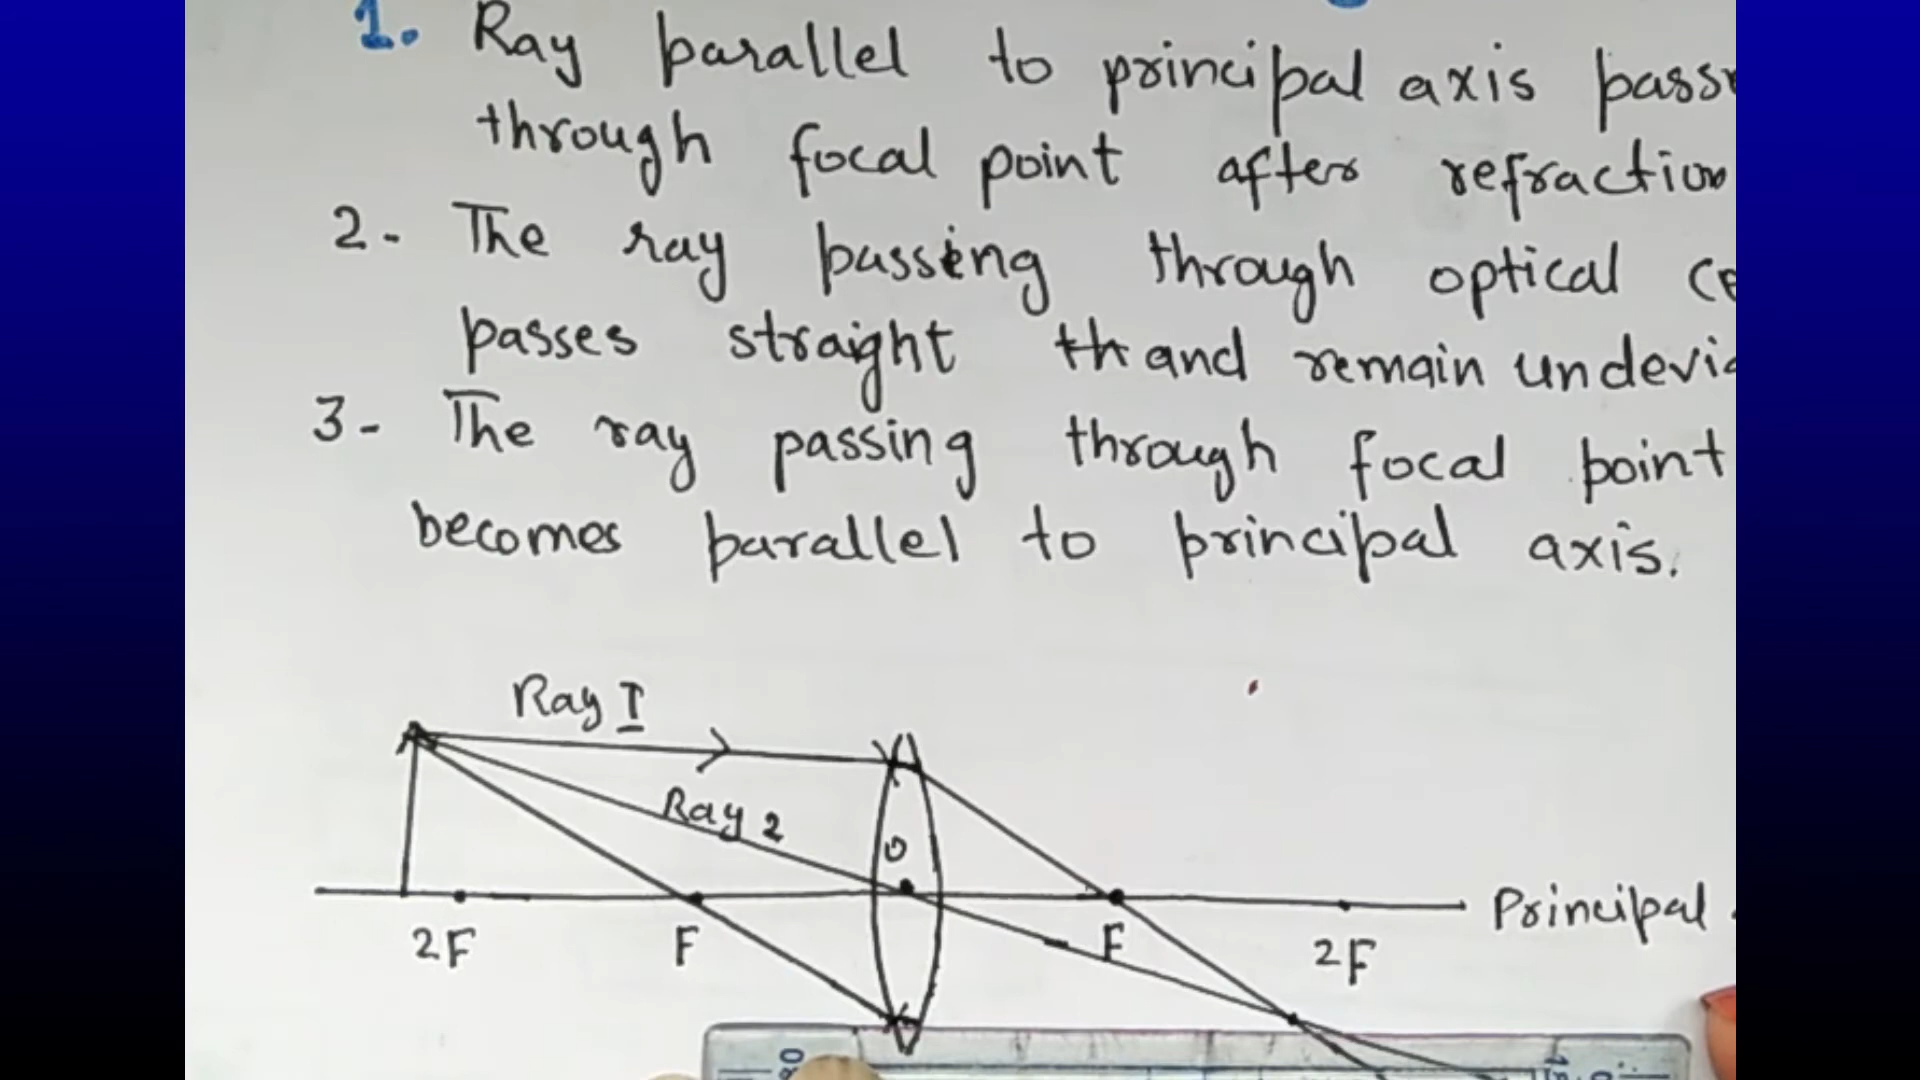 1. Ray parallel to principal axis pass
through focal point after refraction
2- The ray passing through optical ce
passes straight and remain undevia
3- The ray passing through focal point
becomes parallel to principal axis.
Ray I
Ray 2
O
2F F F 2F
Principal